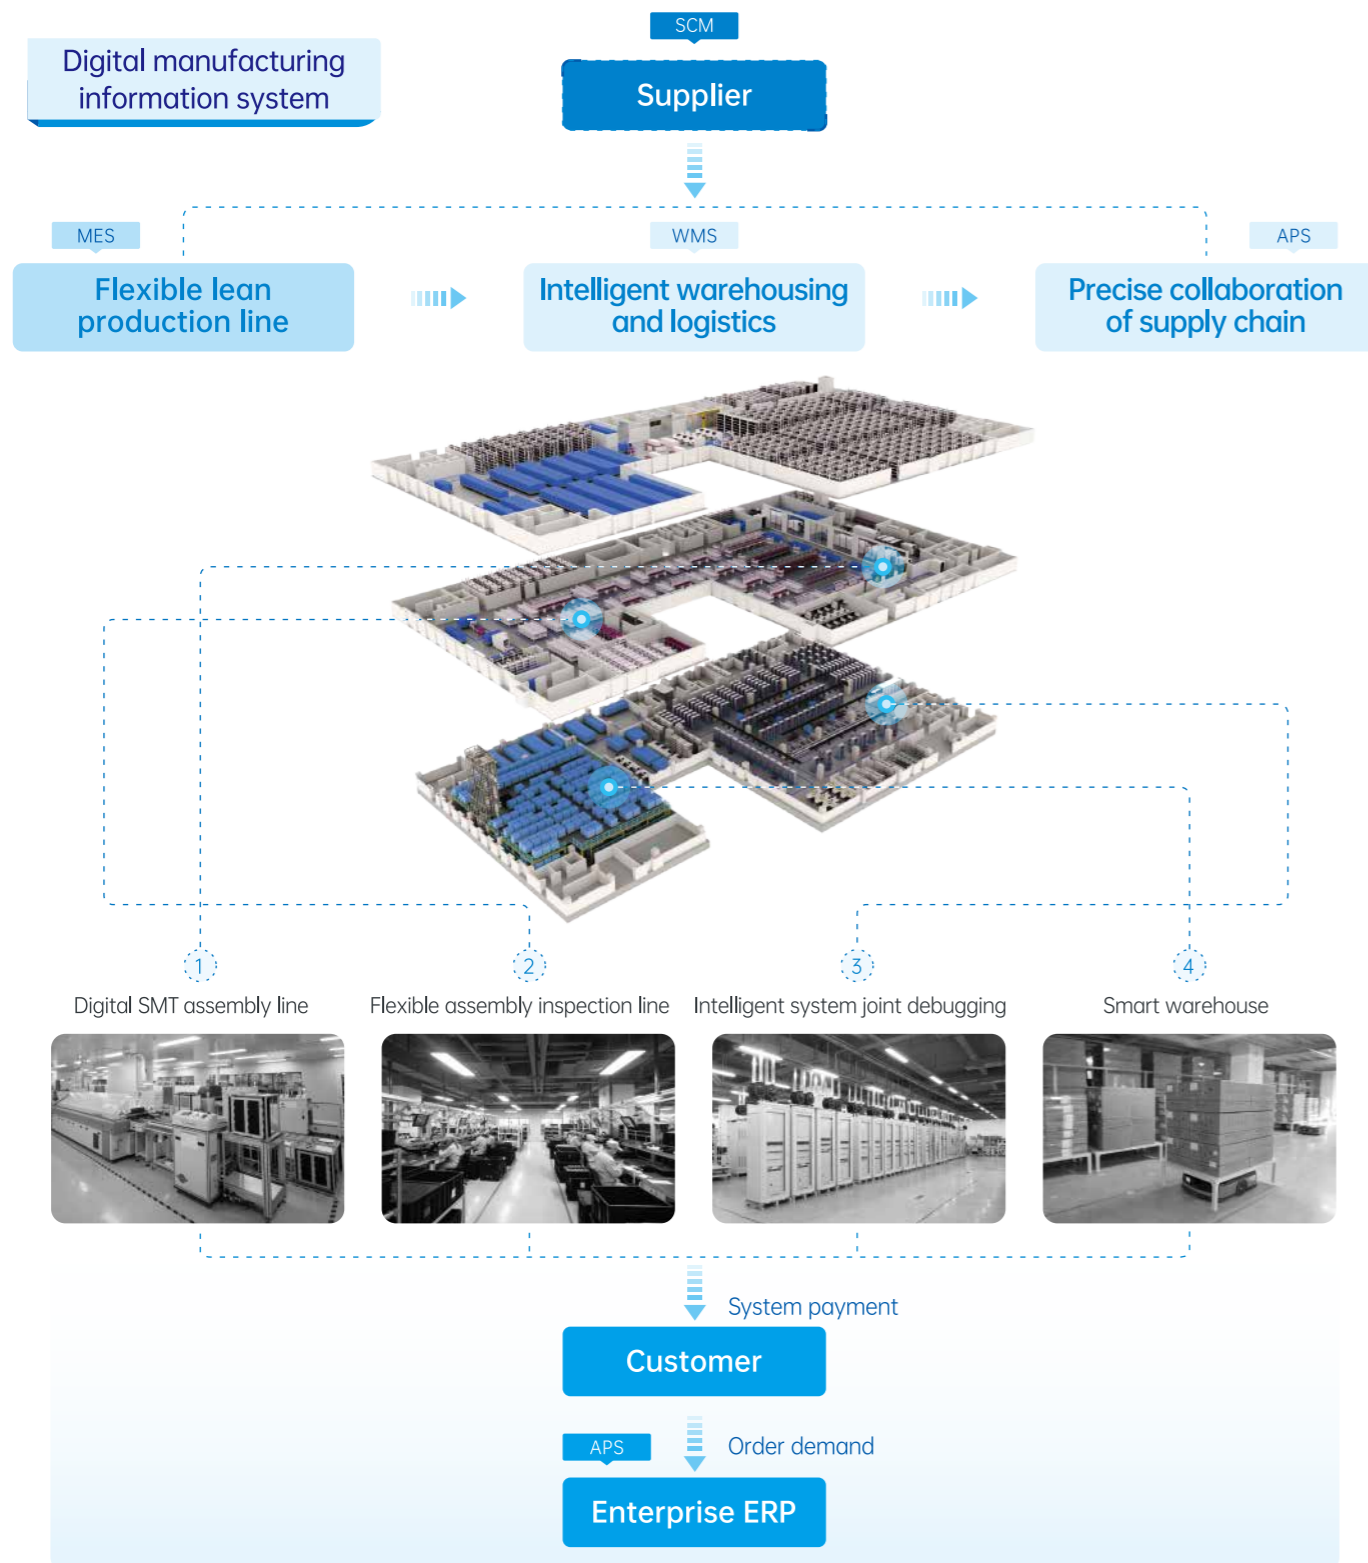 Digital manufacturing
information system
SCM
Supplier
MES
Flexible lean
production line
WMS
Intelligent warehousing
and logistics
APS
Precise collaboration
of supply chain
1
Digital SMT assembly line
2
Flexible assembly inspection line
3
Intelligent system joint debugging
4
Smart warehouse
System payment
Customer
APS
Order demand
Enterprise ERP